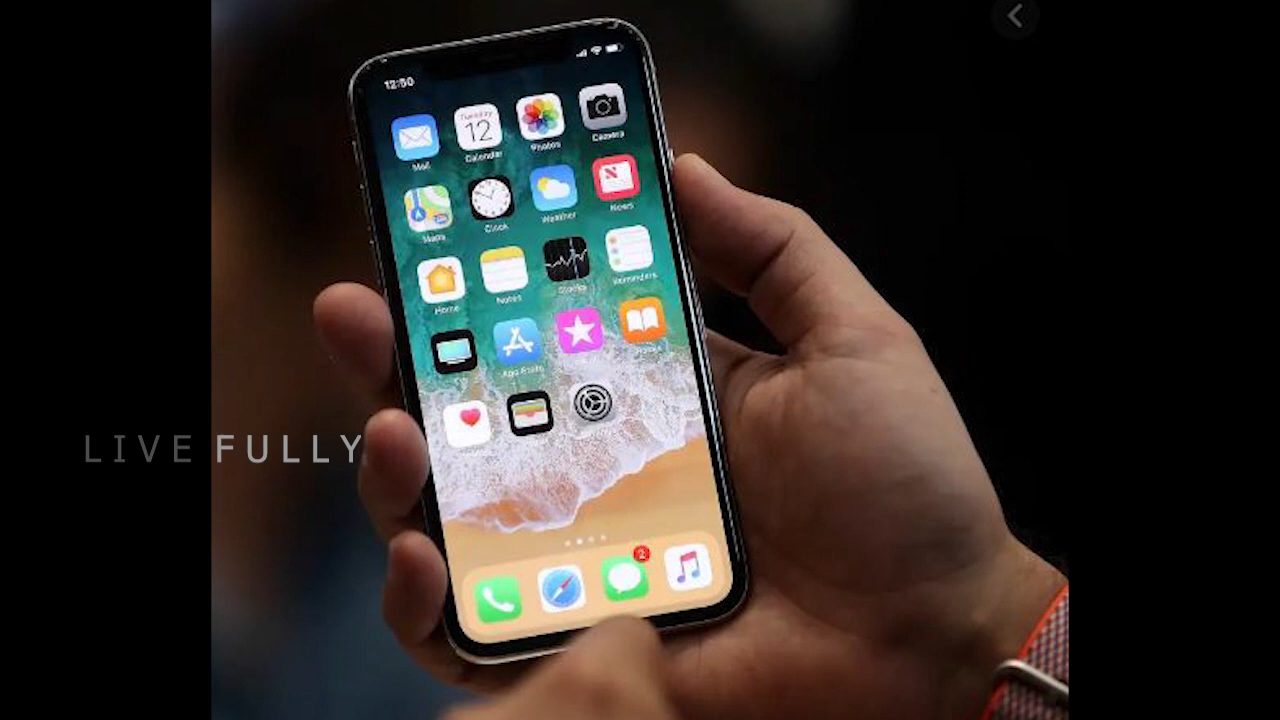 12:50
Mail
Tuesday
12
Calendar
Photos
Camera
Maps
Clock
Weather
News
Home
Notes
Stocks
Reminders
App Store
LIVE FULLY
2